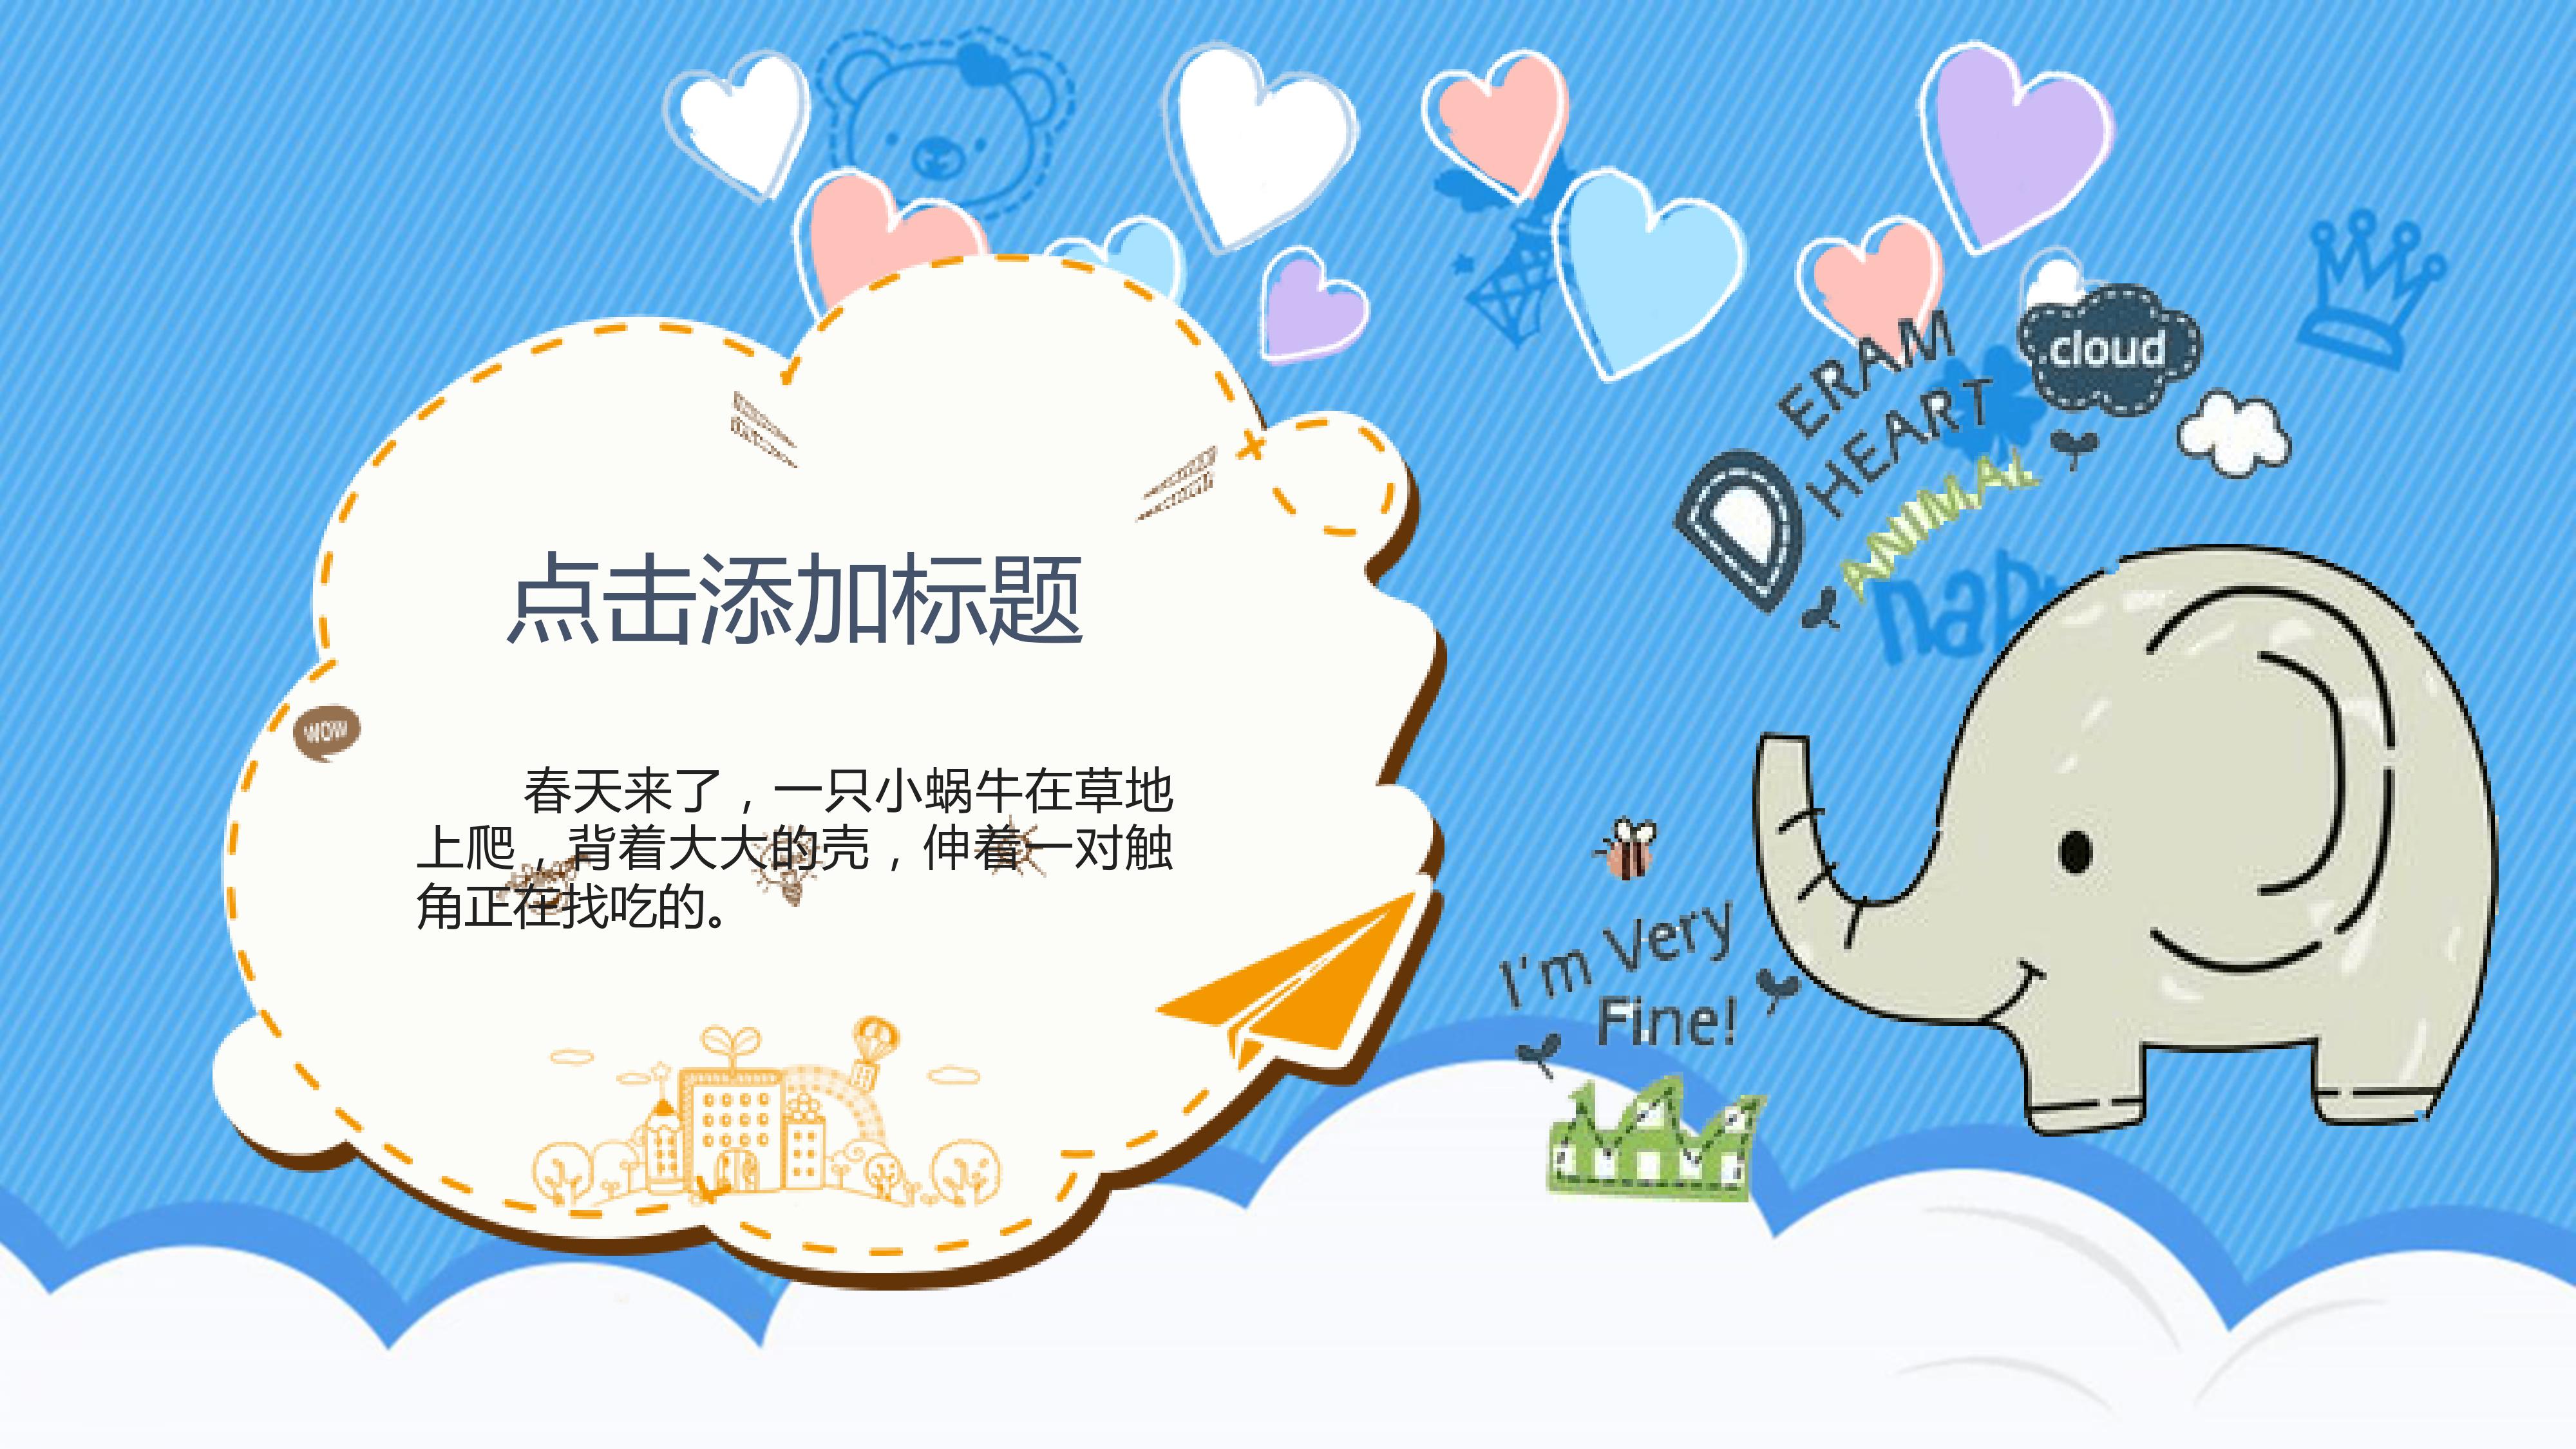 cloud
ERAM
HEART
D
ANIMAL
点击添加标题
wow
春天来了，一只小蜗牛在草地
上爬，背着大大的壳，伸着一对触
角正在找吃的。
I'm Very
Fine!